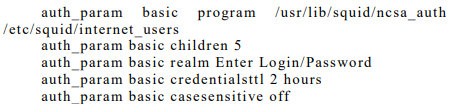 auth_param basic program /usr/lib/squid/ncsa_auth
/etc/squid/internet_users
auth_param basic children 5
auth_param basic realm Enter Login/Password
auth_param basic credentialsttl 2 hours
auth_param basic casesensitive off